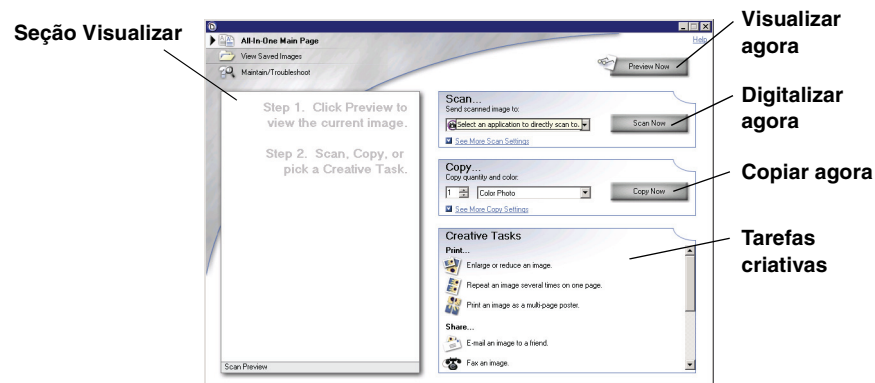 Seção Visualizar
All-In-One Main Page
View Saved Images
Maintain/Troubleshoot
Help
Preview Now
Step 1. Click Preview to
view the current image.
Step 2. Scan, Copy, or
pick a Creative Task.
Scan Preview
Scan...
Send scanned image to:
Select an application to directly scan to.
Scan Now
See More Scan Settings
Copy...
Copy quantity and color:
1
Color Photo
Copy Now
See More Copy Settings
Creative Tasks
Print...
Enlarge or reduce an image.
Repeat an image several times on one page.
Print an image as a multi-page poster.
Share...
E-mail an image to a friend.
Fax an image.
Visualizar
agora
Digitalizar
agora
Copiar agora
Tarefas
criativas